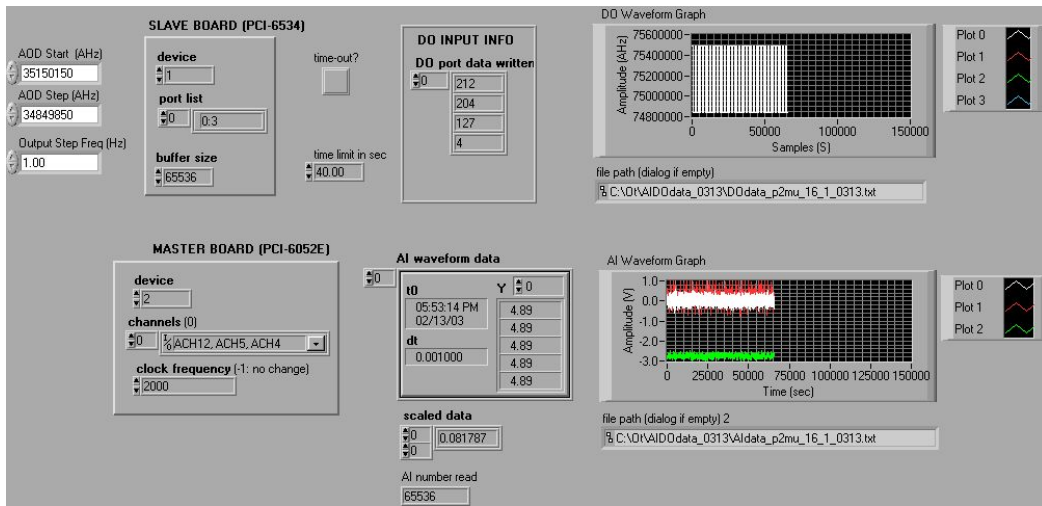 SLAVE BOARD (PCI-6534)
AOD Start (AHz)
35150150
AOD Step (AHz)
34849850
Output Step Freq (Hz)
1.00
device
1
port list
0
0:3
buffer size
65536
time-out?
time limit in sec
40.00
DO INPUT INFO
DO port data written
0
212
204
127
4
DO Waveform Graph
Amplitude (AHz)
75600000
75400000
75200000
75000000
74800000
0 50000 100000 150000
Samples (S)
Plot 0
Plot 1
Plot 2
Plot 3
file path (dialog if empty)
C:\Ot\AIDOdata_0313\DOdata_p2mu_16_1_0313.txt
MASTER BOARD (PCI-6052E)
device
2
channels (0)
0
ACH12, ACH5, ACH4
clock frequency (-1: no change)
2000
AI waveform data
0
t0
05:53:14 PM
02/13/03
dt
0.001000
Y 0
4.89
4.89
4.89
4.89
4.89
scaled data
0
0
0.081787
AI number read
65536
AI Waveform Graph
Amplitude (V)
1.0
0.0
-1.0
-2.0
-3.0
0 25000 50000 75000 100000 125000 150000
Time (sec)
Plot 0
Plot 1
Plot 2
file path (dialog if empty) 2
C:\Ot\AIDOdata_0313\AIdata_p2mu_16_1_0313.txt